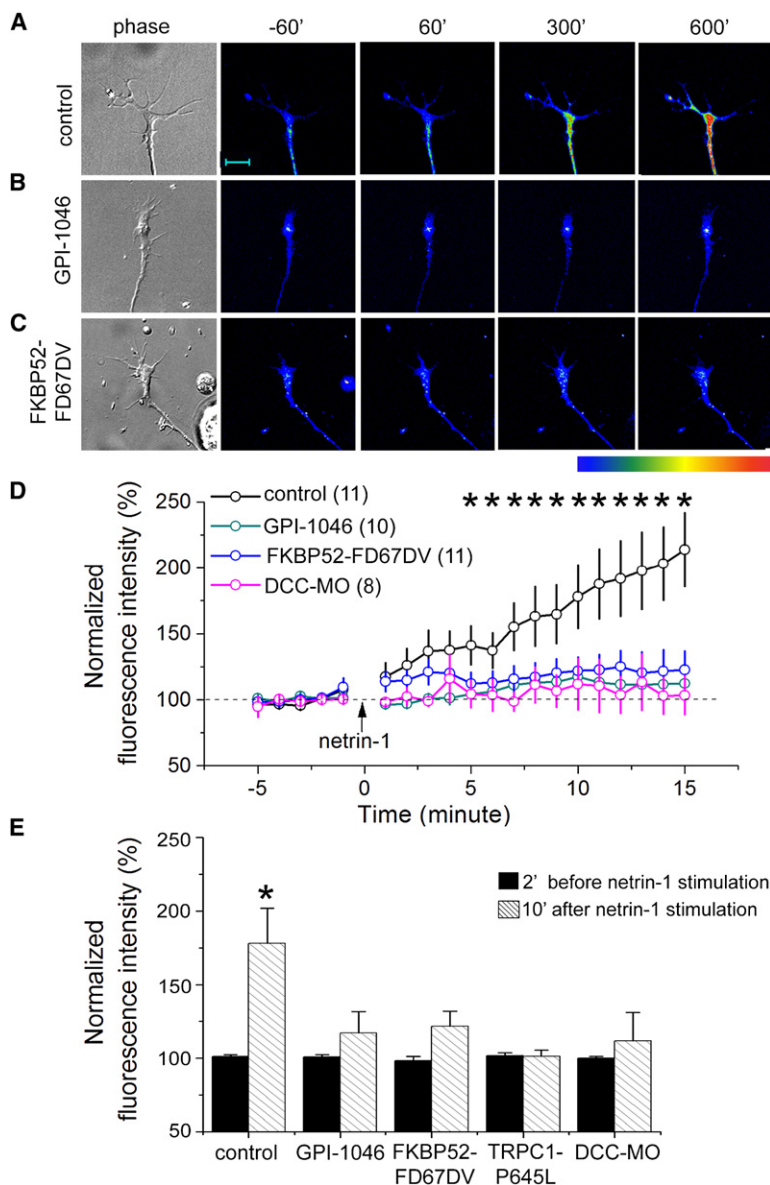 A
phase -60’ 60’ 300’ 600’
control
B
GPI-1046
C
FKBP52-
FD67DV
D
Normalized
fluorescence intensity (%)
250
200
150
100
50
control (11)
GPI-1046 (10)
FKBP52-FD67DV (11)
DCC-MO (8)
* * * * * * * * * * *
netrin-1
-5 0 5 10 15
Time (minute)
E
Normalized
fluorescence intensity (%)
250
200
150
100
50
*
2' before netrin-1 stimulation
10' after netrin-1 stimulation
control GPI-1046 FKBP52- TRPC1- DCC-MO
FD67DV P645L